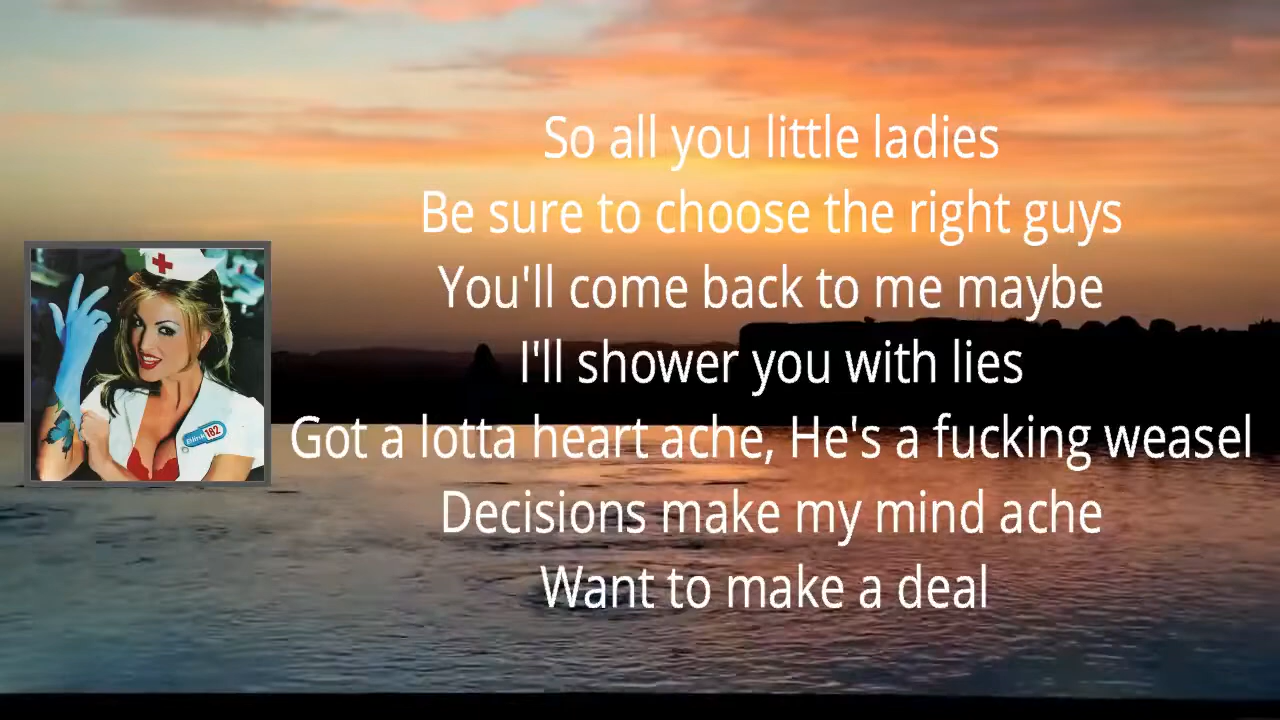 So all you little ladies
Be sure to choose the right guys
You'll come back to me maybe
I'll shower you with lies
Got a lotta heart ache, He's a fucking weasel
Decisions make my mind ache
Want to make a deal
Blink 182